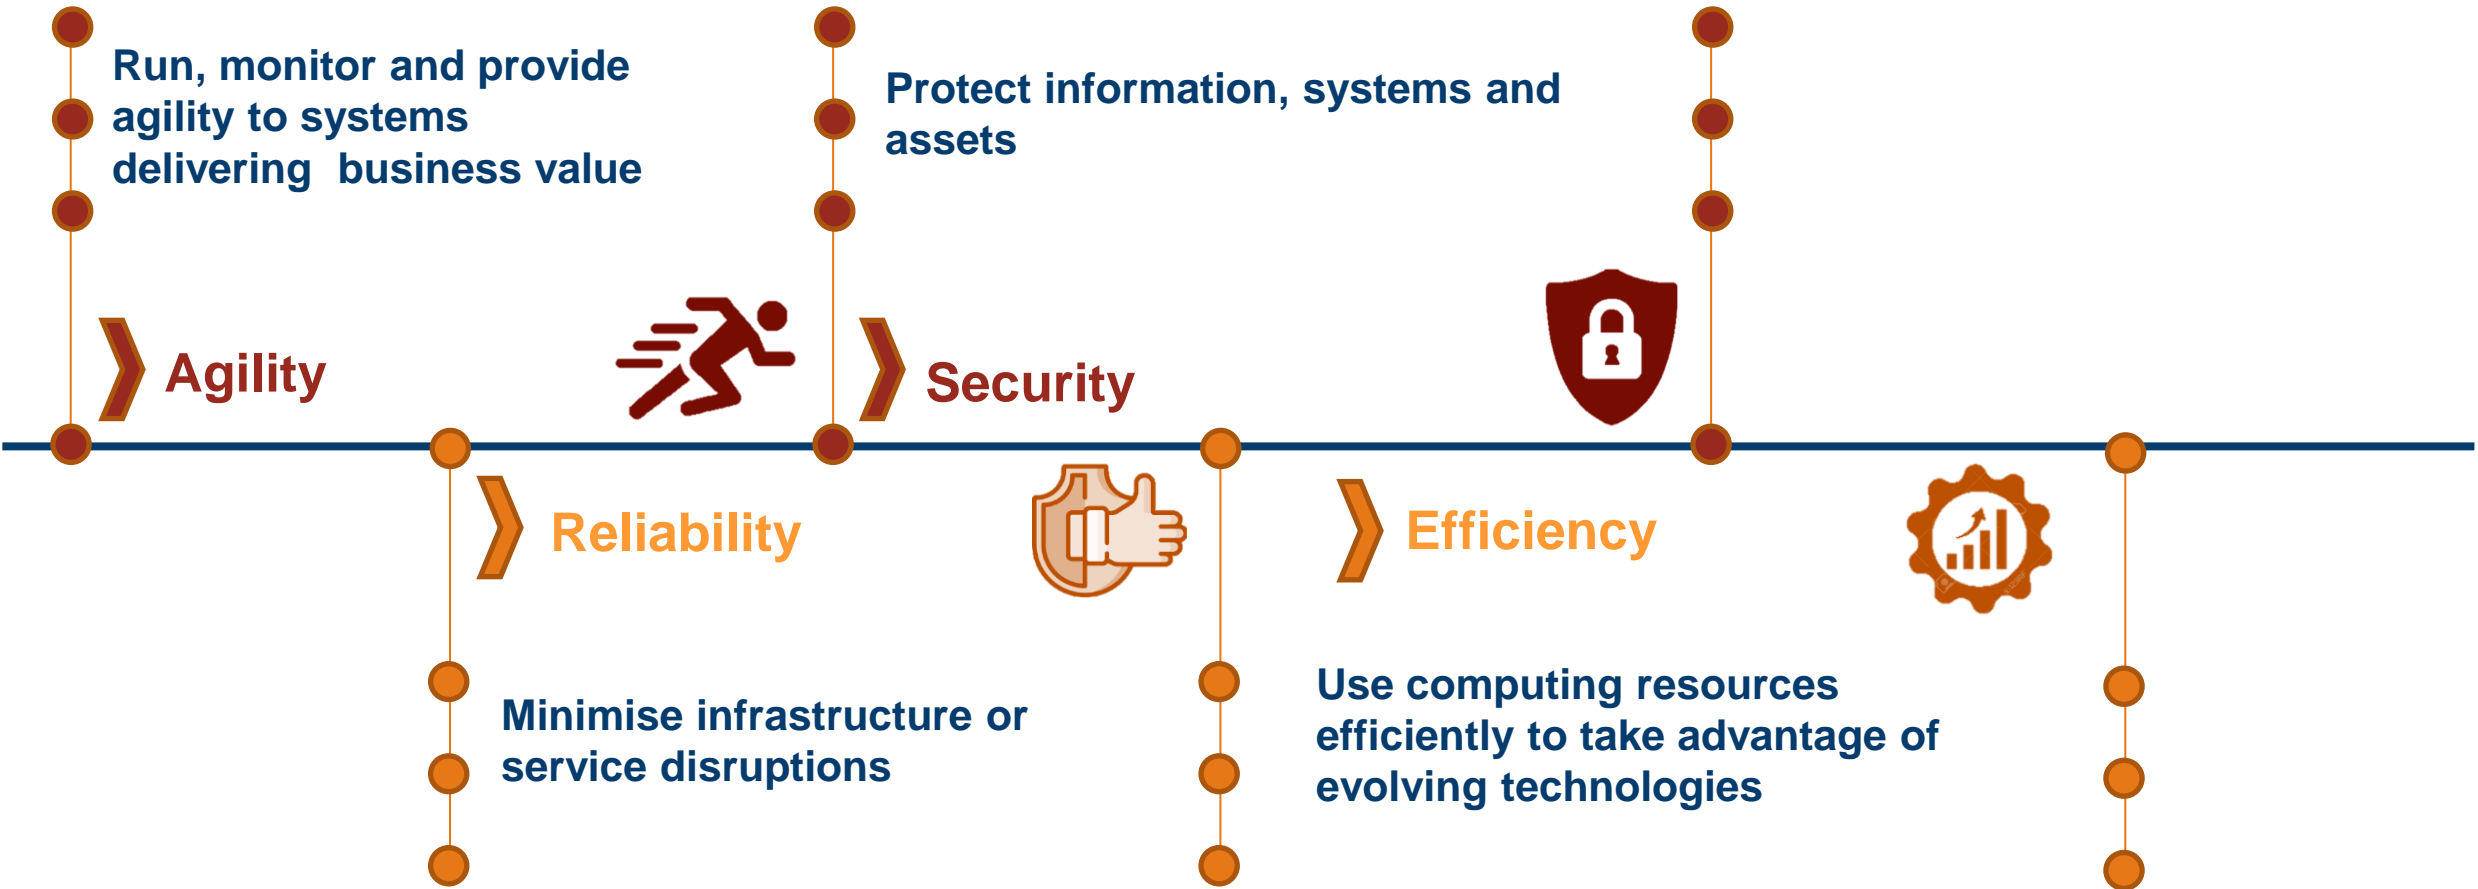 Run, monitor and provide
agility to systems
delivering  business value
Agility
Protect information, systems and
assets
Security
Reliability
Minimise infrastructure or
service disruptions
Efficiency
Use computing resources
efficiently to take advantage of
evolving technologies